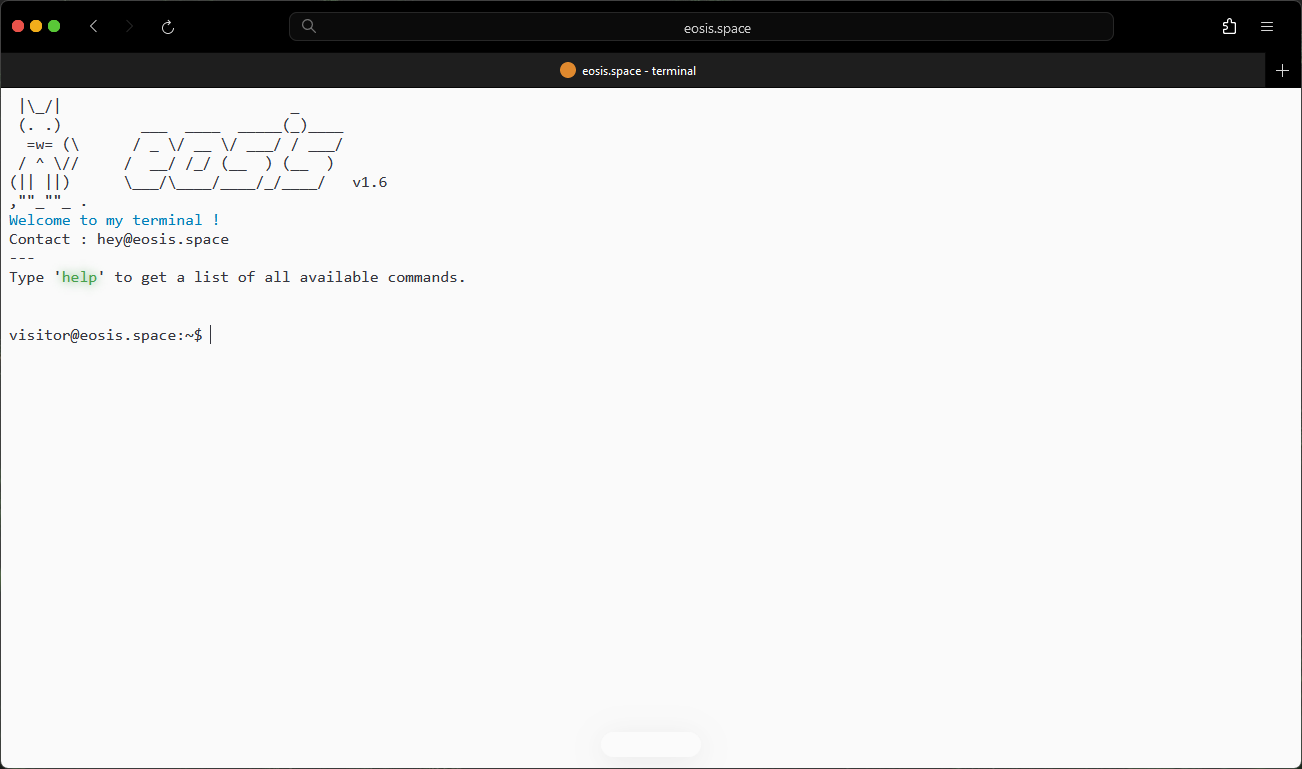 eosis.space
eosis.space - terminal
 |\_/|                          _
 (. .)         ___  ____  _____(_)____
  =w= (\      / _ \/ __ \/ ___/ / ___/
 / ^ \//     /  __/ /_/ (__  ) (__  )
(|| ||)      \___/\____/____/_/____/   v1.6
,""_""_ .
Welcome to my terminal !
Contact : hey@eosis.space
---
Type 'help' to get a list of all available commands.
visitor@eosis.space:~$